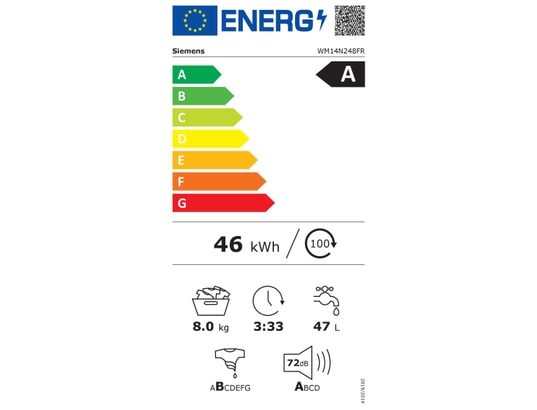 ENERG
Siemens WM14N248FR
A A
B
C
D
E
F
G
46 kWh / 100
8.0 kg 3:33 47 L
72dB
ABCDEFG ABCD
2019/2014